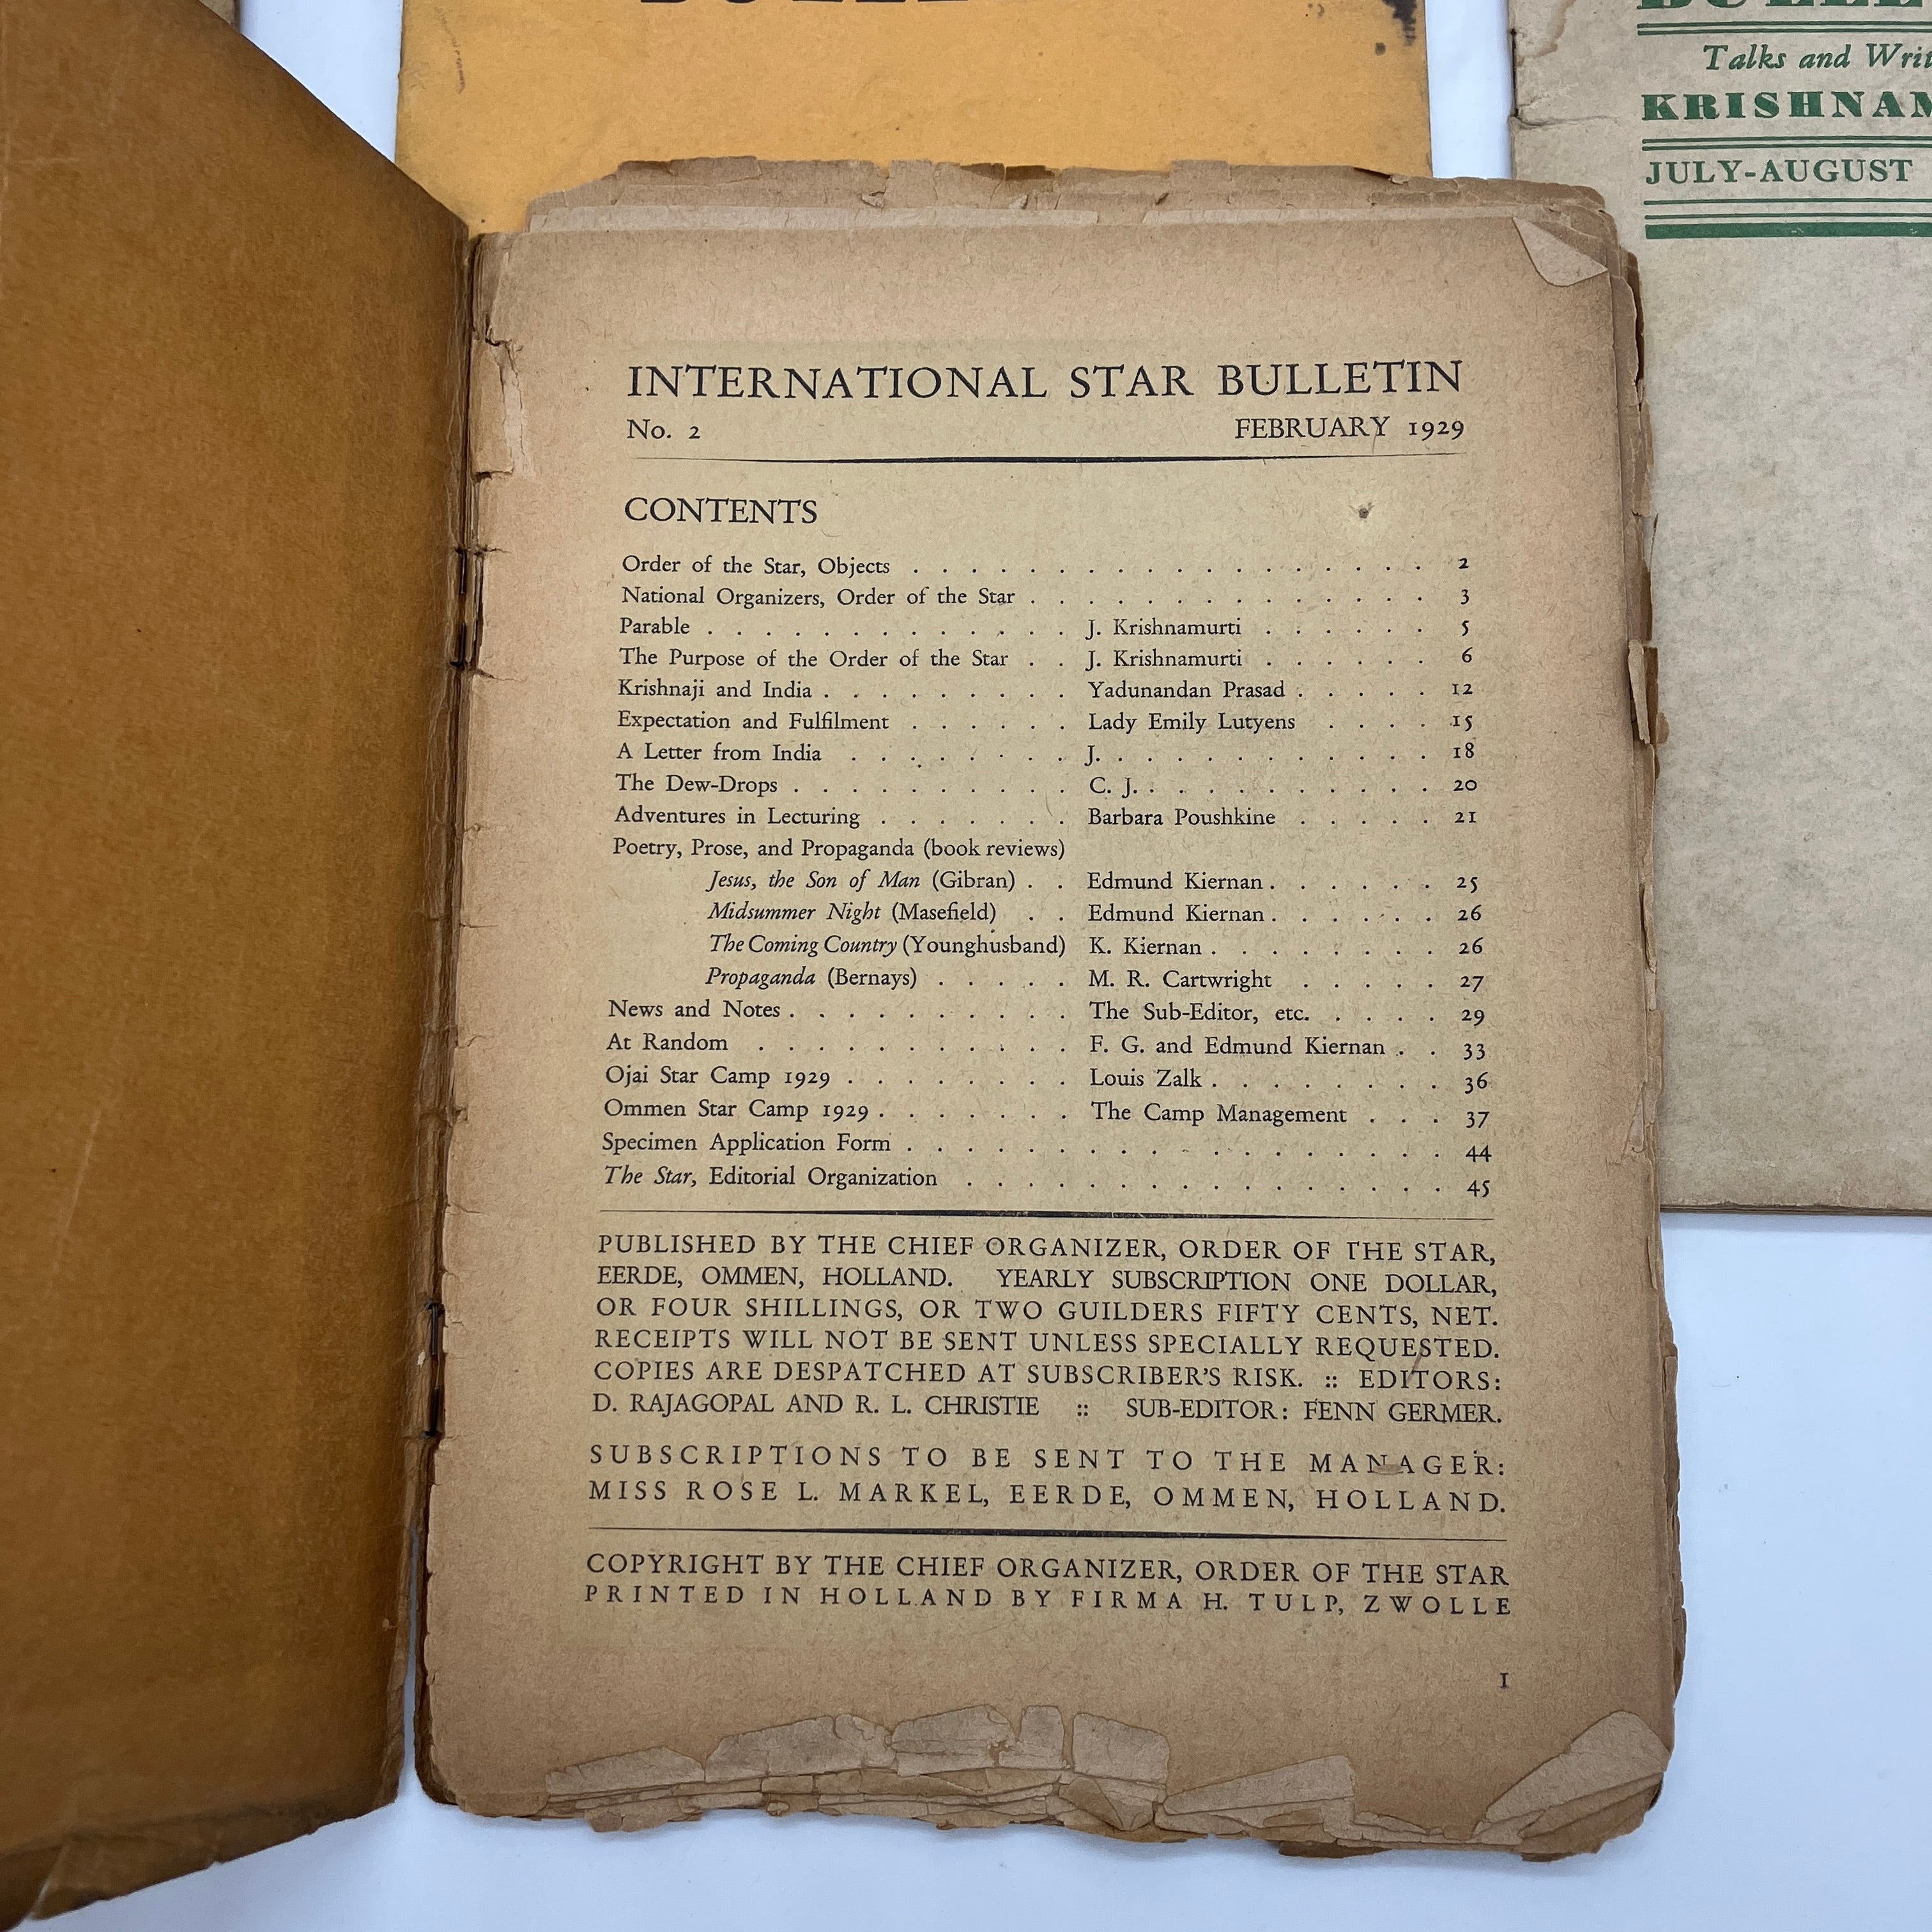 Talks and
KRISHNAM
JULY-AUGUST
INTERNATIONAL STAR BULLETIN
No. 2 FEBRUARY 1929
CONTENTS
Order of the Star, Objects . . . . . . . . . . . . . . . . . . 2
National Organizers, Order of the Star . . . . . . . . . . . . . . 3
Parable . . . . . . . . . . . . . J. Krishnamurti . . . . . . 5
The Purpose of the Order of the Star . . J. Krishnamurti . . . . . . 6
Krishnaji and India . . . . . . . . . Yadunandan Prasad . . . . . 12
Expectation and Fulfilment . . . . . . Lady Emily Lutyens . . . . 15
A Letter from India . . . . . . . . J. . . . . . . . . . . . . 18
The Dew-Drops . . . . . . . . . . C. J. . . . . . . . . . . 20
Adventures in Lecturing . . . . . . . Barbara Poushkine . . . . . 21
Poetry, Prose, and Propaganda (book reviews)
Jesus, the Son of Man (Gibran) . . Edmund Kiernan . . . . . . 25
Midsummer Night (Masefield) . . Edmund Kiernan . . . . . . 26
The Coming Country (Younghusband) K. Kiernan . . . . . . . . 26
Propaganda (Bernays) . . . . . M. R. Cartwright . . . . . 27
News and Notes . . . . . . . . . . The Sub-Editor, etc. . . . . 29
At Random . . . . . . . . . . . F. G. and Edmund Kiernan . . 33
Ojai Star Camp 1929 . . . . . . . . Louis Zalk . . . . . . . . 36
Ommen Star Camp 1929 . . . . . . . The Camp Management . . . 37
Specimen Application Form . . . . . . . . . . . . . . . . . . 44
The Star, Editorial Organization . . . . . . . . . . . . . . . . 45
PUBLISHED BY THE CHIEF ORGANIZER, ORDER OF THE STAR,
EERDE, OMMEN, HOLLAND. YEARLY SUBSCRIPTION ONE DOLLAR,
OR FOUR SHILLINGS, OR TWO GUILDERS FIFTY CENTS, NET.
RECEIPTS WILL NOT BE SENT UNLESS SPECIALLY REQUESTED.
COPIES ARE DESPATCHED AT SUBSCRIBER'S RISK. :: EDITORS:
D. RAJAGOPAL AND R. L. CHRISTIE :: SUB-EDITOR: FENN GERMER.
SUBSCRIPTIONS TO BE SENT TO THE MANAGER:
MISS ROSE L. MARKEL, EERDE, OMMEN, HOLLAND.
COPYRIGHT BY THE CHIEF ORGANIZER, ORDER OF THE STAR
PRINTED IN HOLLAND BY FIRMA H. TULP, ZWOLLE
1